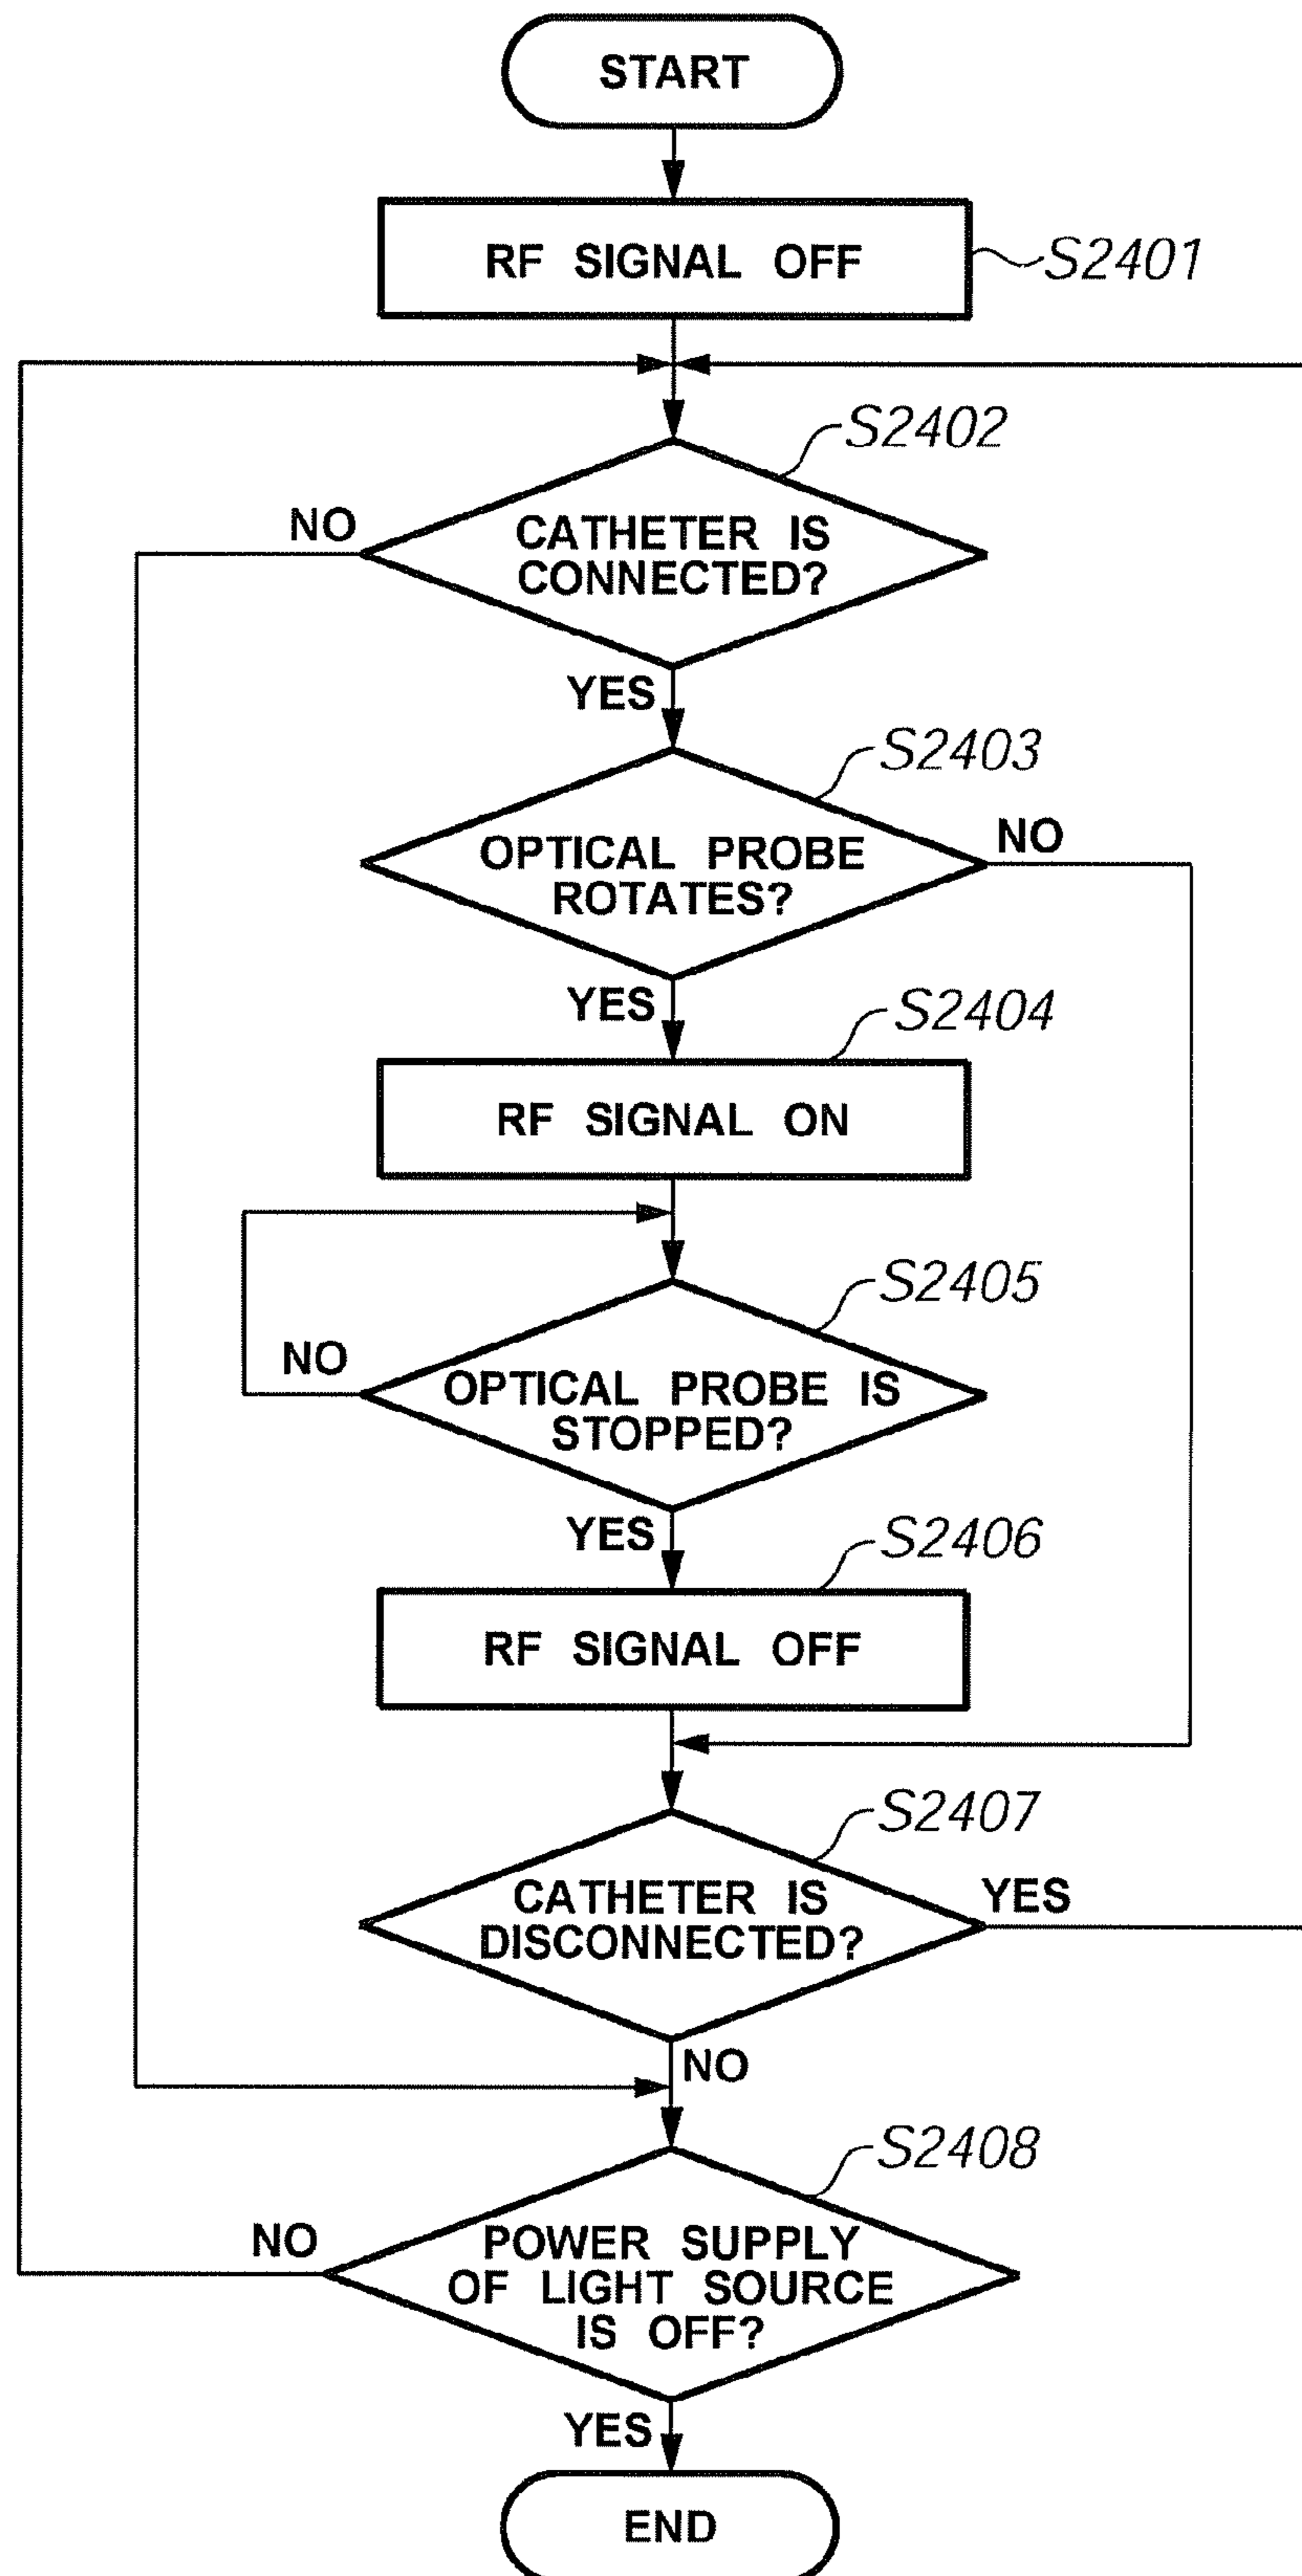 START
RF SIGNAL OFF
S2401
S2402
NO
CATHETER IS
CONNECTED?
YES
S2403
NO
OPTICAL PROBE
ROTATES?
YES
S2404
RF SIGNAL ON
S2405
NO
OPTICAL PROBE IS
STOPPED?
YES
S2406
RF SIGNAL OFF
S2407
CATHETER IS
DISCONNECTED?
YES
NO
S2408
NO
POWER SUPPLY
OF LIGHT SOURCE
IS OFF?
YES
END